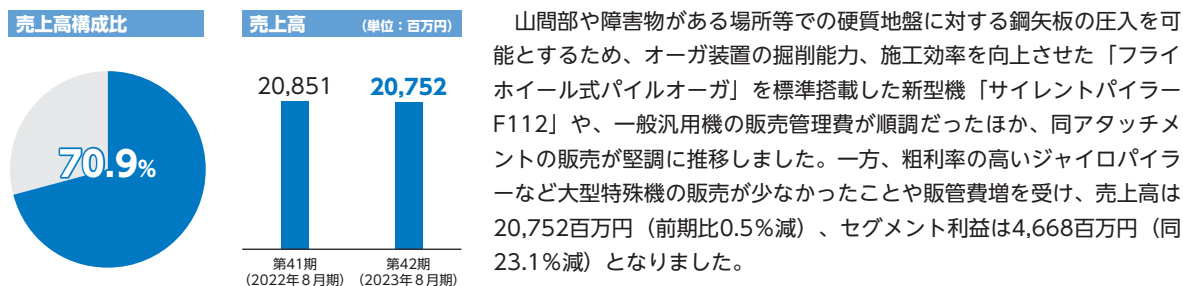 売上高構成比
70.9%
売上高 (単位：百万円)
20,851 20,752
第41期 第42期
(2022年8月期) (2023年8月期)
山間部や障害物がある場所等での硬質地盤に対する鋼矢板の圧入を可
能とするため、オーガ装置の掘削能力、施工効率を向上させた「フライ
ホイール式パイルオーガ」を標準搭載した新型機「サイレントパイラー
F112」や、一般汎用機の販売管理費が順調だったほか、同アタッチメ
ントの販売が堅調に推移しました。一方、粗利率の高いジャイロパイラ
ーなど大型特殊機の販売が少なかったことや販管費増を受け、売上高は
20,752百万円（前期比0.5％減）、セグメント利益は4,668百万円（同
23.1％減）となりました。